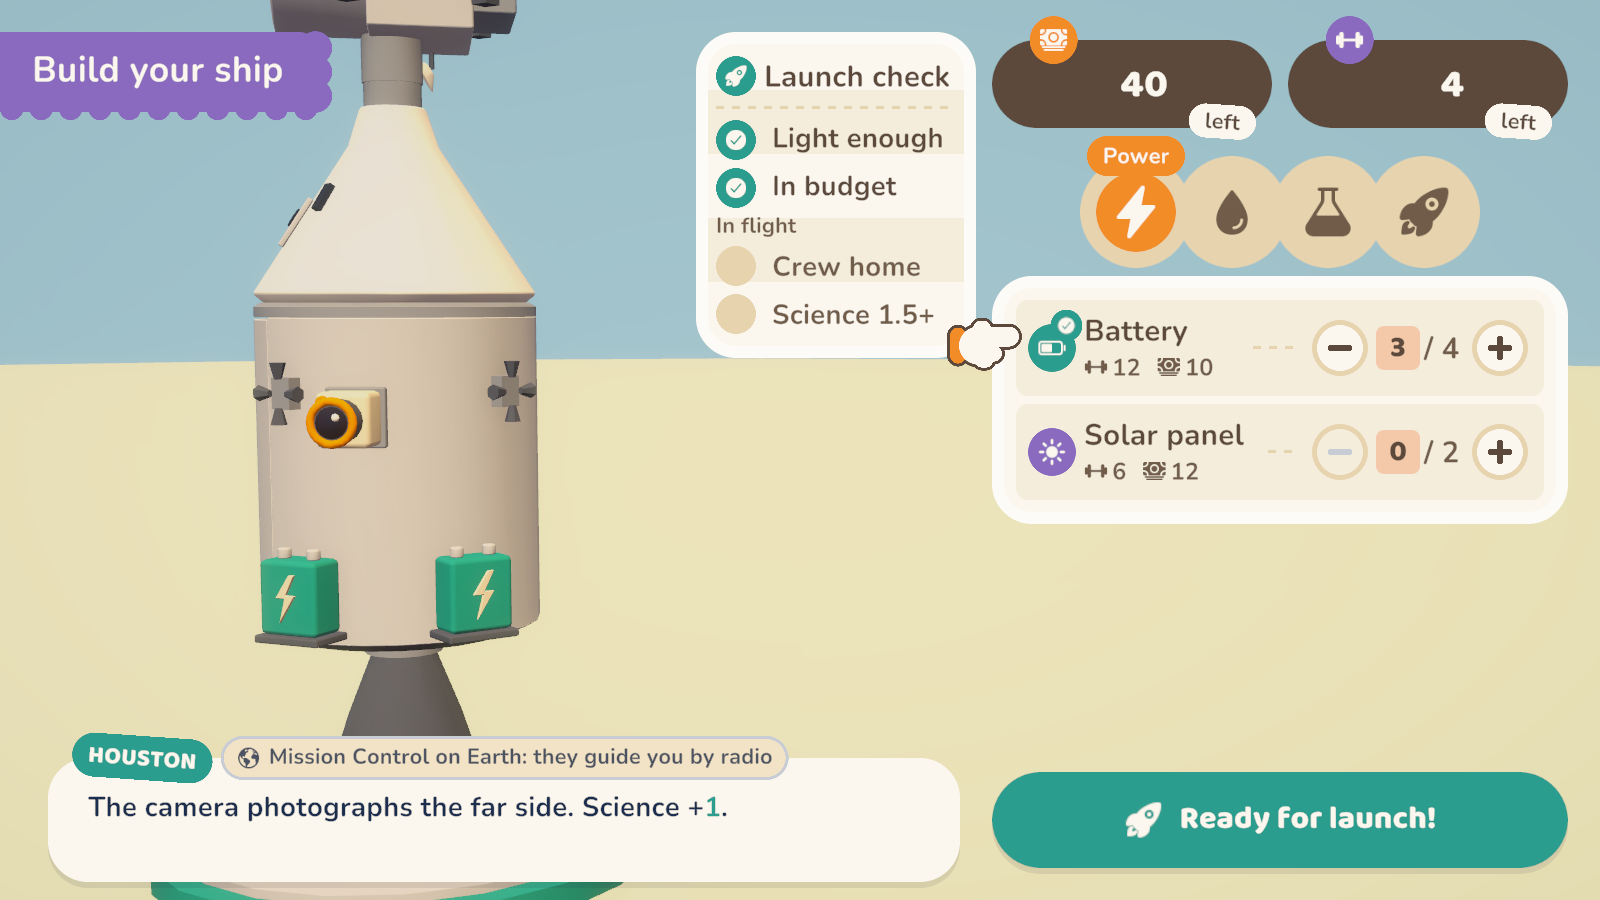 Build your ship
Launch check
Light enough
In budget
In flight
Crew home
Science 1.5+
40
left
4
left
Power
Battery
12 10
3 / 4
Solar panel
6 12
0 / 2
HOUSTON
Mission Control on Earth: they guide you by radio
The camera photographs the far side. Science +1.
Ready for launch!